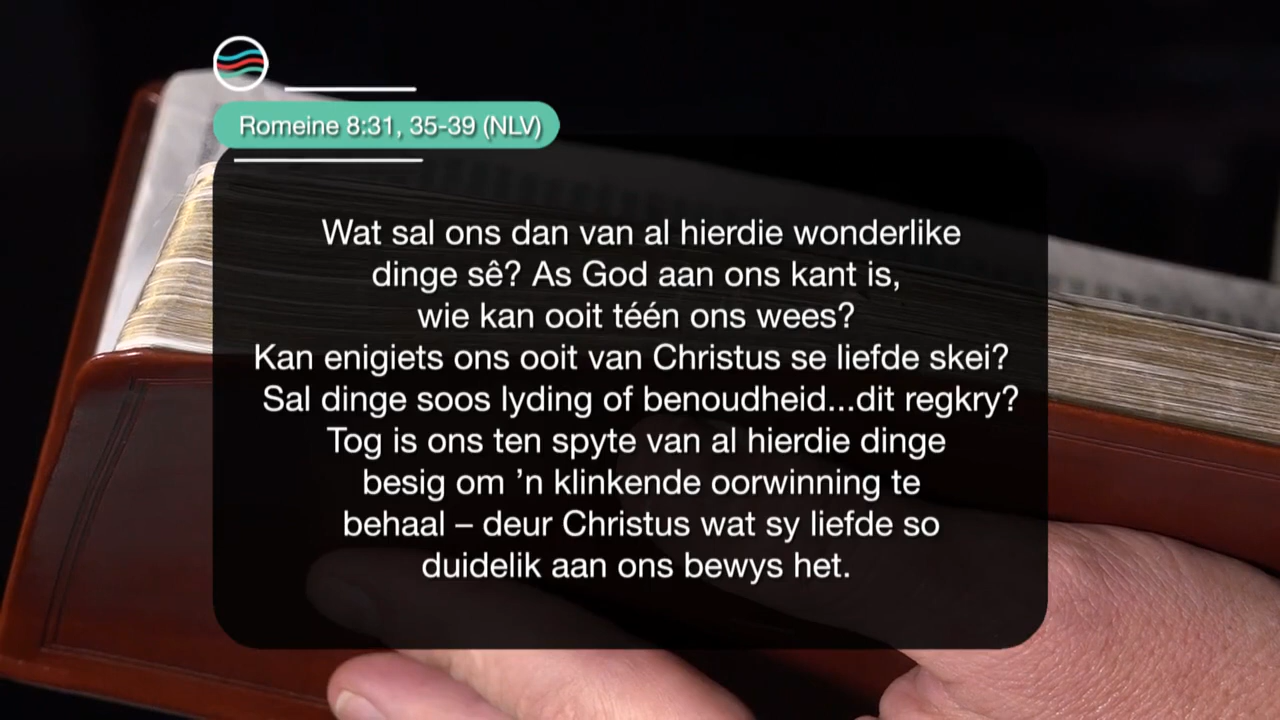 Romeine 8:31, 35-39 (NLV)
Wat sal ons dan van al hierdie wonderlike
dinge sê? As God aan ons kant is,
wie kan ooit téén ons wees?
Kan enigiets ons ooit van Christus se liefde skei?
Sal dinge soos lyding of benoudheid...dit regkry?
Tog is ons ten spyte van al hierdie dinge
besig om ’n klinkende oorwinning te
behaal – deur Christus wat sy liefde so
duidelik aan ons bewys het.